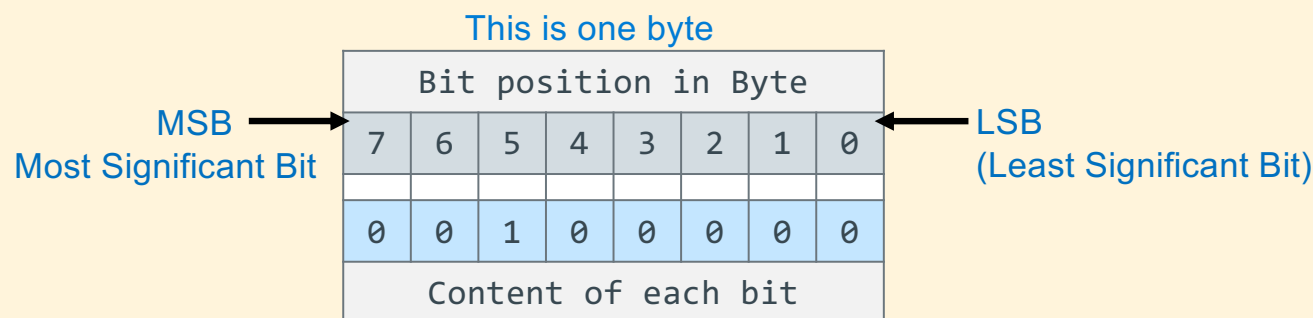 This is one byte
Bit position in Byte
MSB
Most Significant Bit
7 6 5 4 3 2 1 0
LSB
(Least Significant Bit)
0 0 1 0 0 0 0 0
Content of each bit